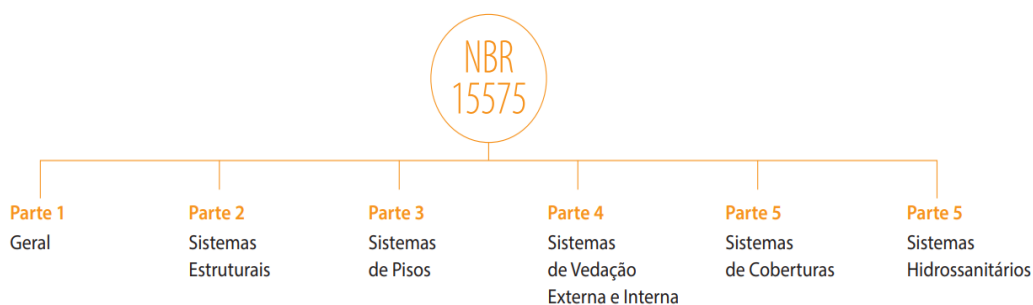 NBR
15575
Parte 1
Geral
Parte 2
Sistemas
Estruturais
Parte 3
Sistemas
de Pisos
Parte 4
Sistemas
de Vedação
Externa e Interna
Parte 5
Sistemas
de Coberturas
Parte 5
Sistemas
Hidrossanitários